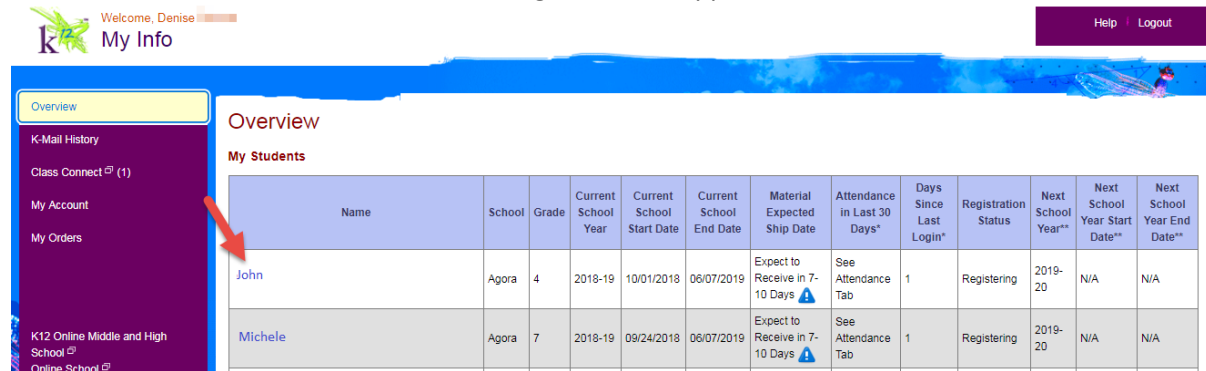 Welcome, Denise
k12 My Info
Help Logout
Overview
K-Mail History
Class Connect (1)
My Account
My Orders
K12 Online Middle and High
School
Online School
Overview
My Students
Name School Grade Current School Year Current School Start Date Current School End Date Material Expected Ship Date Attendance in Last 30 Days* Days Since Last Login* Registration Status Next School Year** Next School Year Start Date** Next School Year End Date**
John Agora 4 2018-19 10/01/2018 06/07/2019 Expect to Receive in 7-10 Days See Attendance Tab 1 Registering 2019-20 N/A N/A
Michele Agora 7 2018-19 09/24/2018 06/07/2019 Expect to Receive in 7-10 Days See Attendance Tab 1 Registering 2019-20 N/A N/A